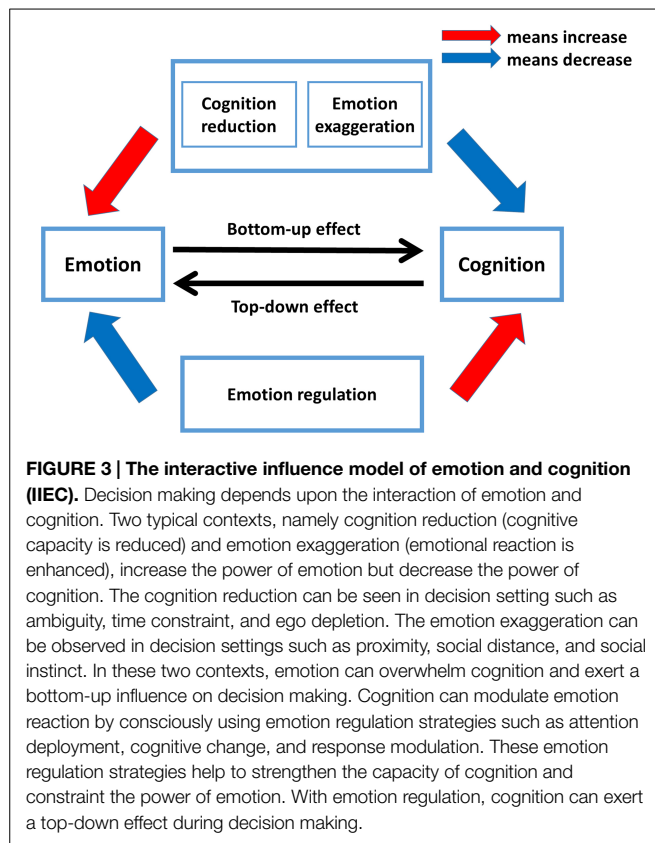 means increase
means decrease
Cognition
reduction
Emotion
exaggeration
Bottom-up effect
Emotion
Cognition
Top-down effect
Emotion regulation
FIGURE 3 | The interactive influence model of emotion and cognition
(IIEC). Decision making depends upon the interaction of emotion and
cognition. Two typical contexts, namely cognition reduction (cognitive
capacity is reduced) and emotion exaggeration (emotional reaction is
enhanced), increase the power of emotion but decrease the power of
cognition. The cognition reduction can be seen in decision setting such as
ambiguity, time constraint, and ego depletion. The emotion exaggeration can
be observed in decision settings such as proximity, social distance, and social
instinct. In these two contexts, emotion can overwhelm cognition and exert a
bottom-up influence on decision making. Cognition can modulate emotion
reaction by consciously using emotion regulation strategies such as attention
deployment, cognitive change, and response modulation. These emotion
regulation strategies help to strengthen the capacity of cognition and
constraint the power of emotion. With emotion regulation, cognition can exert
a top-down effect during decision making.